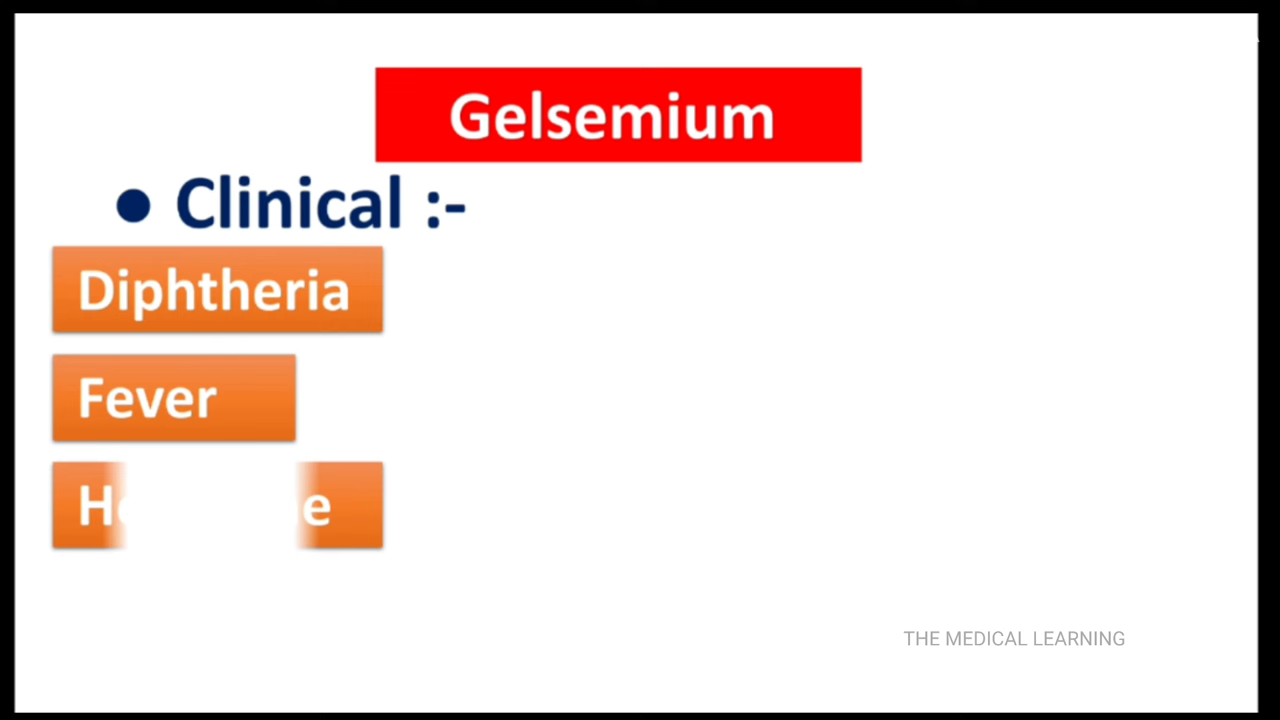 Gelsemium
● Clinical :-
Diphtheria
Fever
THE MEDICAL LEARNING